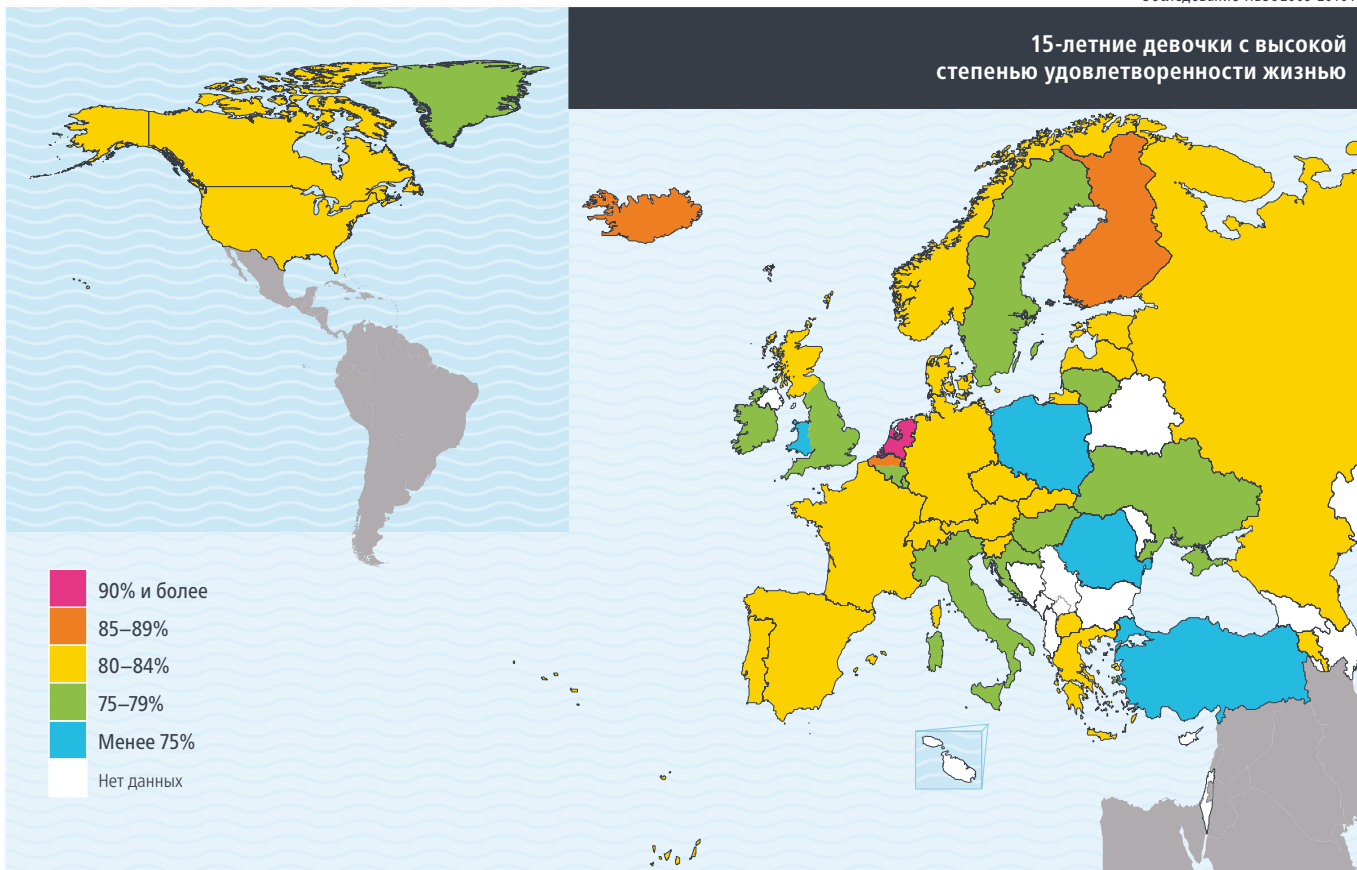 15-летние девочки с высокой
степенью удовлетворенности жизнью
90% и более
85–89%
80–84%
75–79%
Менее 75%
Нет данных